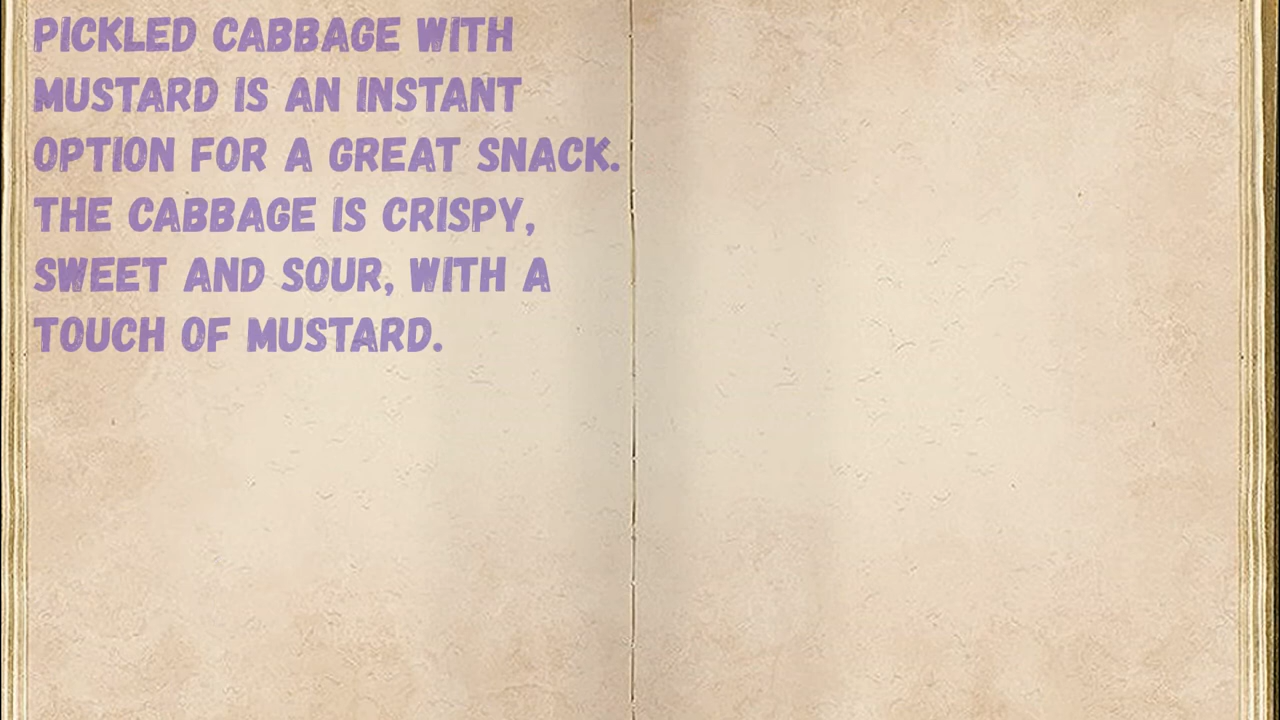 PICKLED CABBAGE WITH
MUSTARD IS AN INSTANT
OPTION FOR A GREAT SNACK.
THE CABBAGE IS CRISPY,
SWEET AND SOUR, WITH A
TOUCH OF MUSTARD.